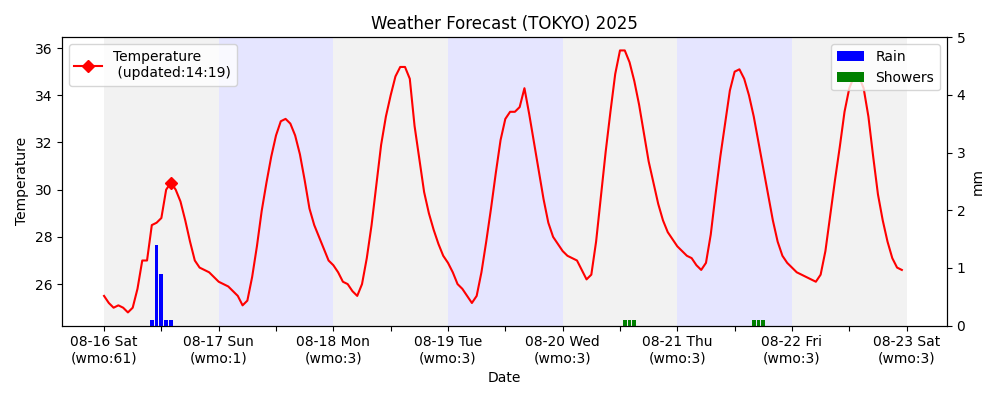 Weather Forecast (TOKYO) 2025
Temperature
(updated:14:19)
Rain
Showers
Temperature
36
34
32
30
28
26
5
4
3
2
1
0
mm
08-16 Sat 08-17 Sun 08-18 Mon 08-19 Tue 08-20 Wed 08-21 Thu 08-22 Fri 08-23 Sat
(wmo:61) (wmo:1) (wmo:3) (wmo:3) (wmo:3) (wmo:3) (wmo:3) (wmo:3)
Date